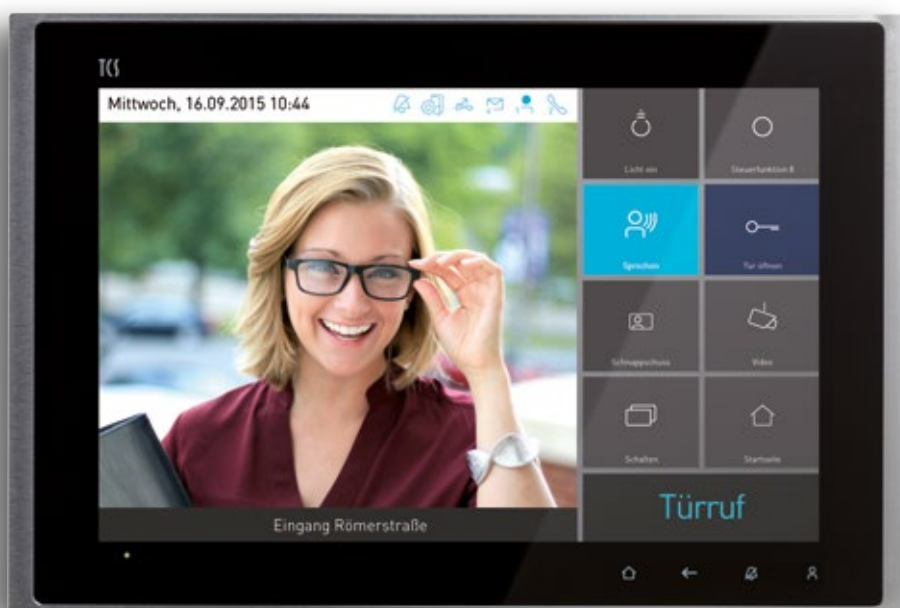 TCS
Mittwoch, 16.09.2015 10:44
Licht ein
Steuerfunktion 8
Sprechen
Tür öffnen
Schnappschuss
Video
Schalten
Startseite
Türruf
Eingang Römerstraße